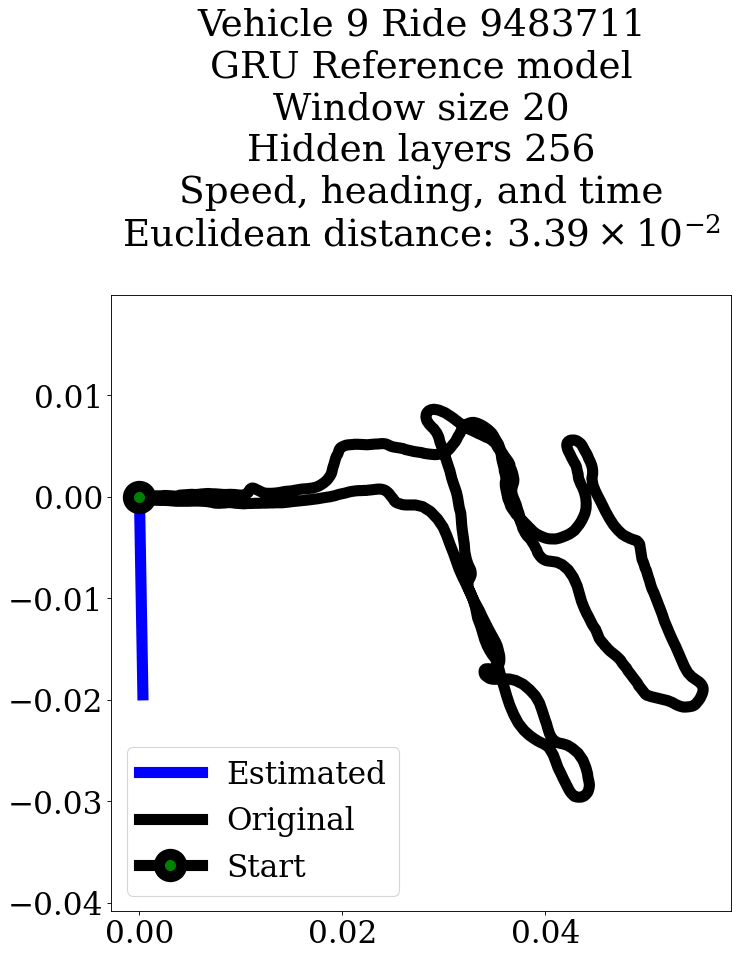 Vehicle 9 Ride 9483711
GRU Reference model
Window size 20
Hidden layers 256
Speed, heading, and time
Euclidean distance: 3.39 × 10⁻²
0.01
0.00
−0.01
−0.02
−0.03
−0.04
Estimated
Original
Start
0.00 0.02 0.04